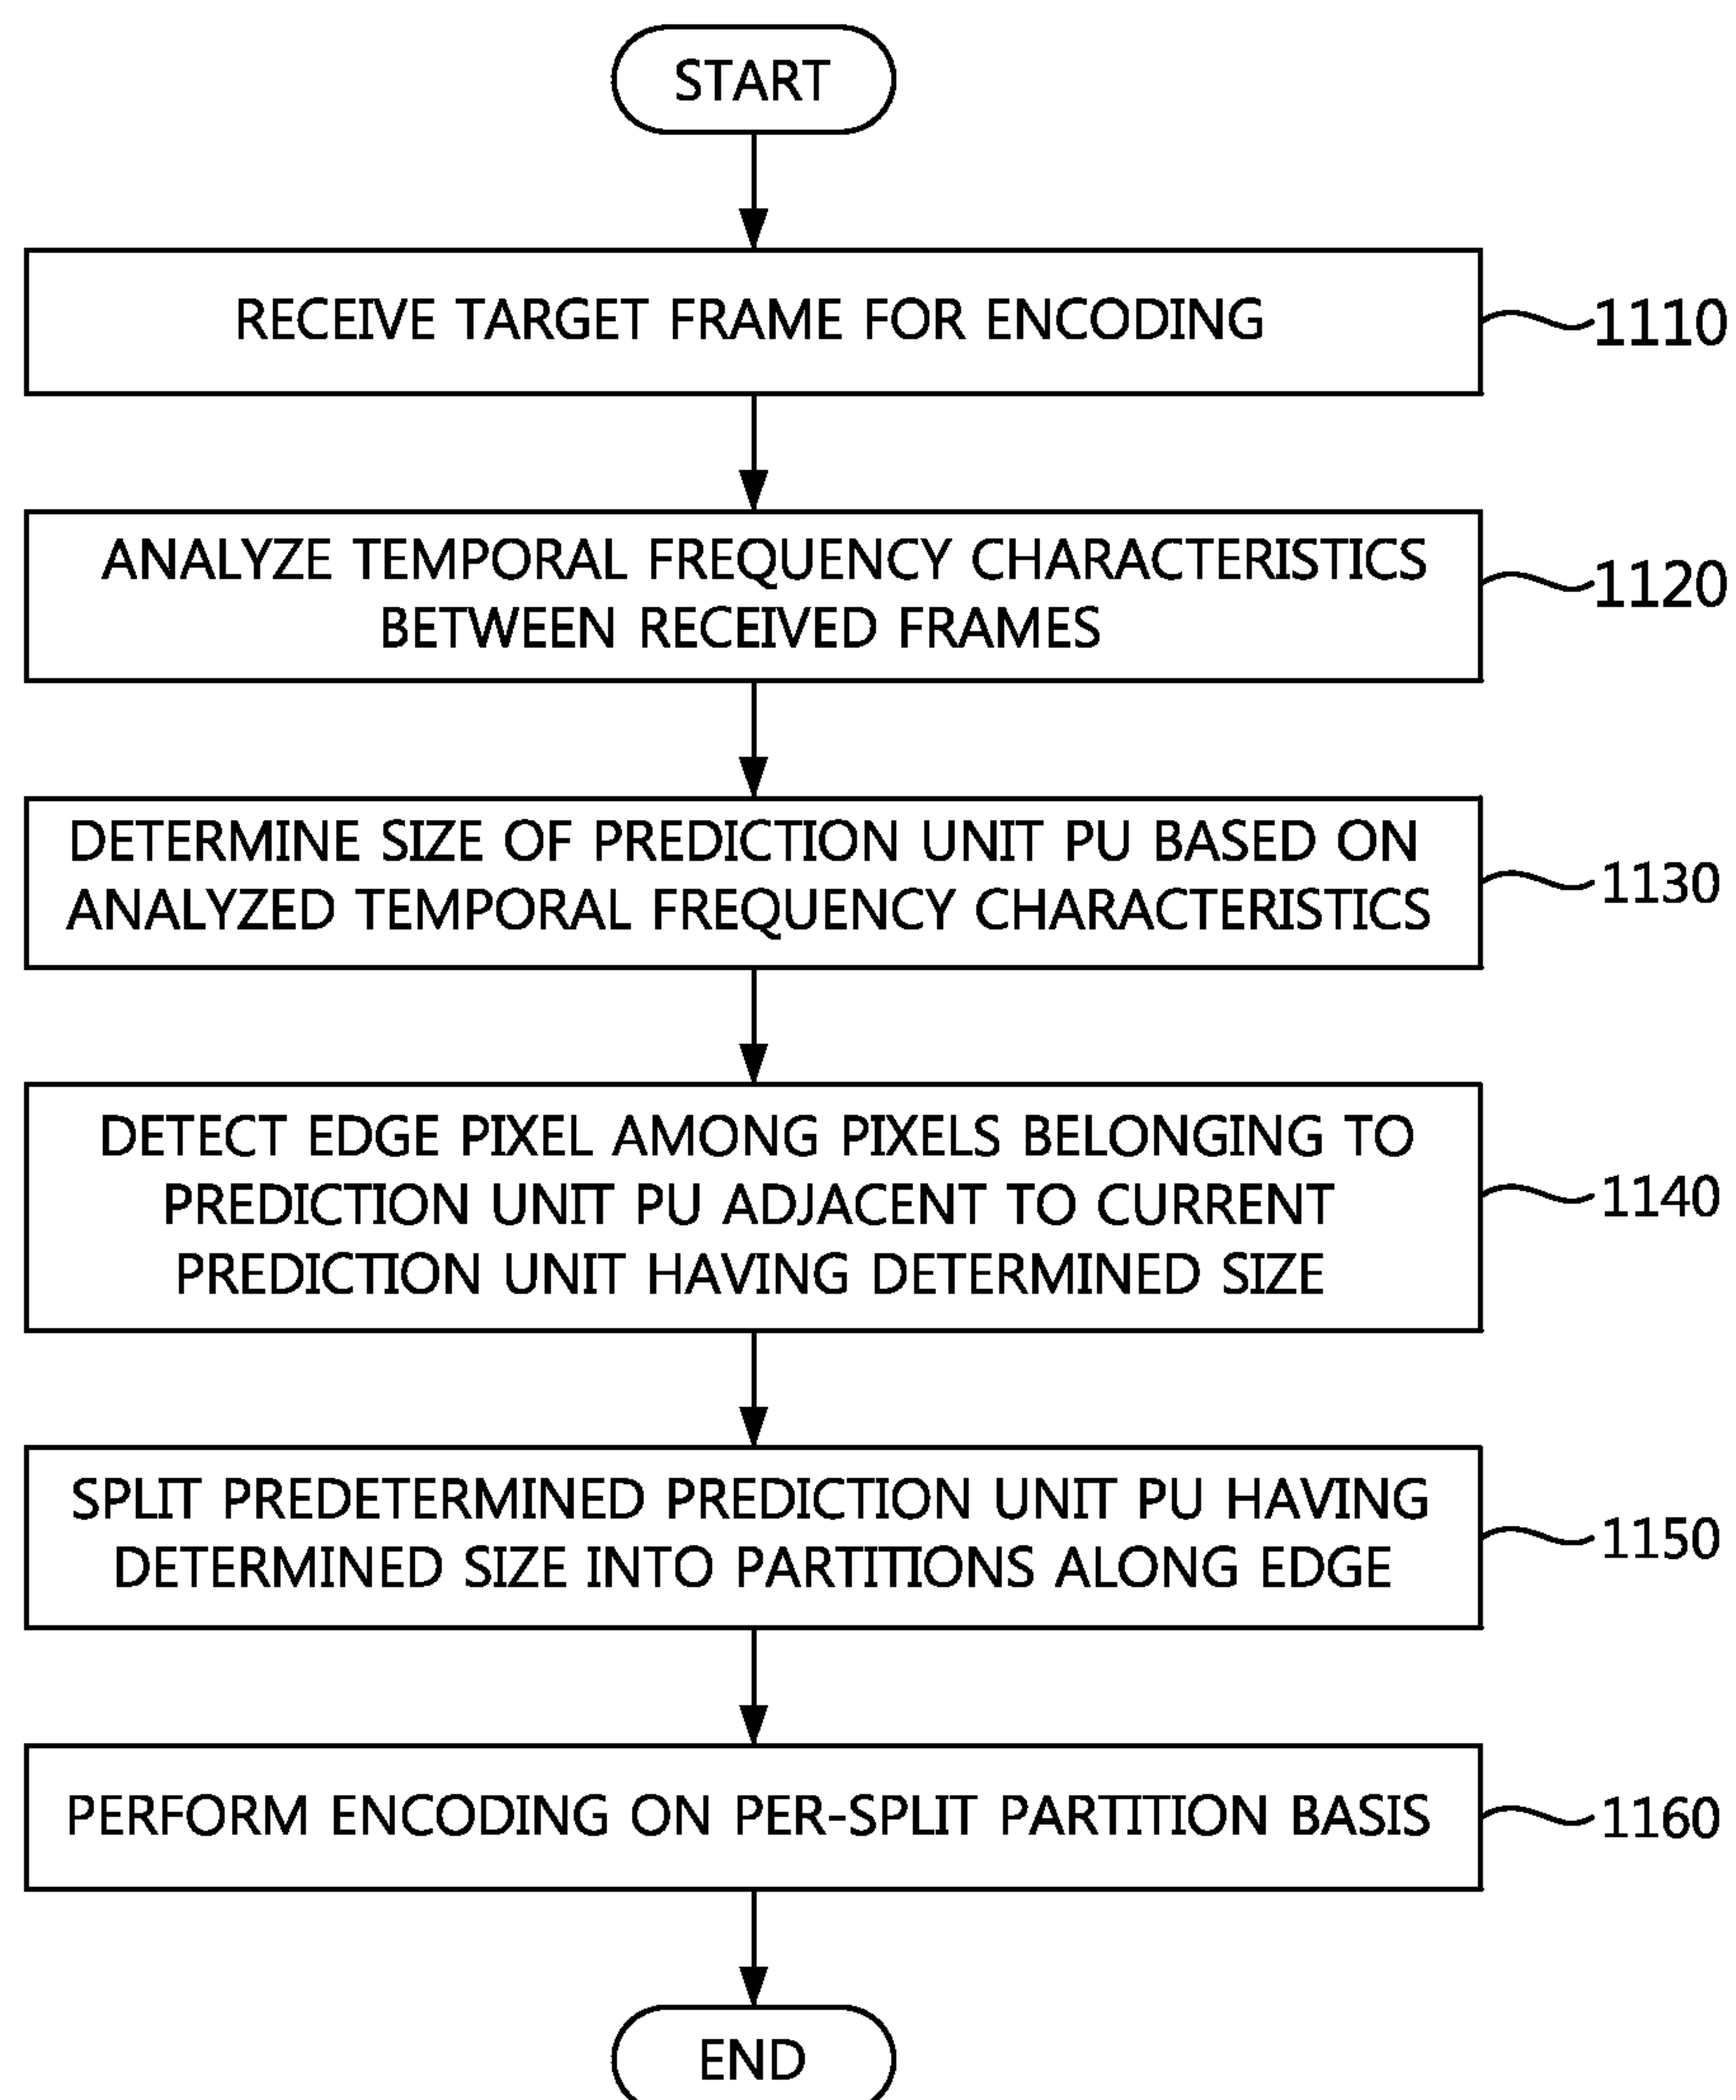 START
RECEIVE TARGET FRAME FOR ENCODING
1110
ANALYZE TEMPORAL FREQUENCY CHARACTERISTICS
BETWEEN RECEIVED FRAMES
1120
DETERMINE SIZE OF PREDICTION UNIT PU BASED ON
ANALYZED TEMPORAL FREQUENCY CHARACTERISTICS
1130
DETECT EDGE PIXEL AMONG PIXELS BELONGING TO
PREDICTION UNIT PU ADJACENT TO CURRENT
PREDICTION UNIT HAVING DETERMINED SIZE
1140
SPLIT PREDETERMINED PREDICTION UNIT PU HAVING
DETERMINED SIZE INTO PARTITIONS ALONG EDGE
1150
PERFORM ENCODING ON PER-SPLIT PARTITION BASIS
1160
END